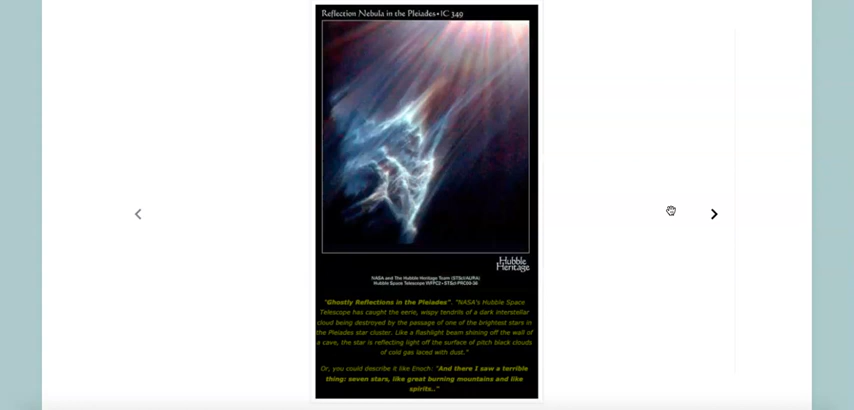 Reflection Nebula in the Pleiades • IC 349
Hubble
Heritage
NASA and The Hubble Heritage Team (STScI/AURA)
Hubble Space Telescope WFPC2 • STScI-PRC00-36
"Ghostly Reflections in the Pleiades". "NASA's Hubble Space
Telescope has caught the eerie, wispy tendrils of a dark interstellar
cloud being destroyed by the passage of one of the brightest stars in
the Pleiades star cluster. Like a flashlight beam shining off the wall of
a cave, the star is reflecting light off the surface of pitch black clouds
of cold gas laced with dust."
Or, you could describe it like Enoch: "And there I saw a terrible
thing: seven stars, like great burning mountains and like
spirits.."